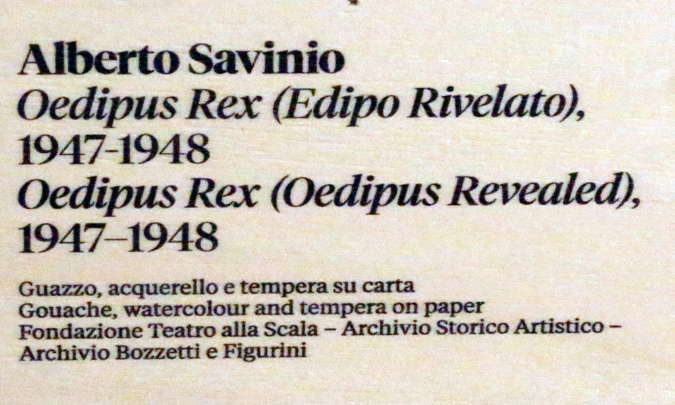 Alberto Savinio
Oedipus Rex (Edipo Rivelato),
1947-1948
Oedipus Rex (Oedipus Revealed),
1947–1948
Guazzo, acquerello e tempera su carta
Gouache, watercolour and tempera on paper
Fondazione Teatro alla Scala – Archivio Storico Artistico –
Archivio Bozzetti e Figurini